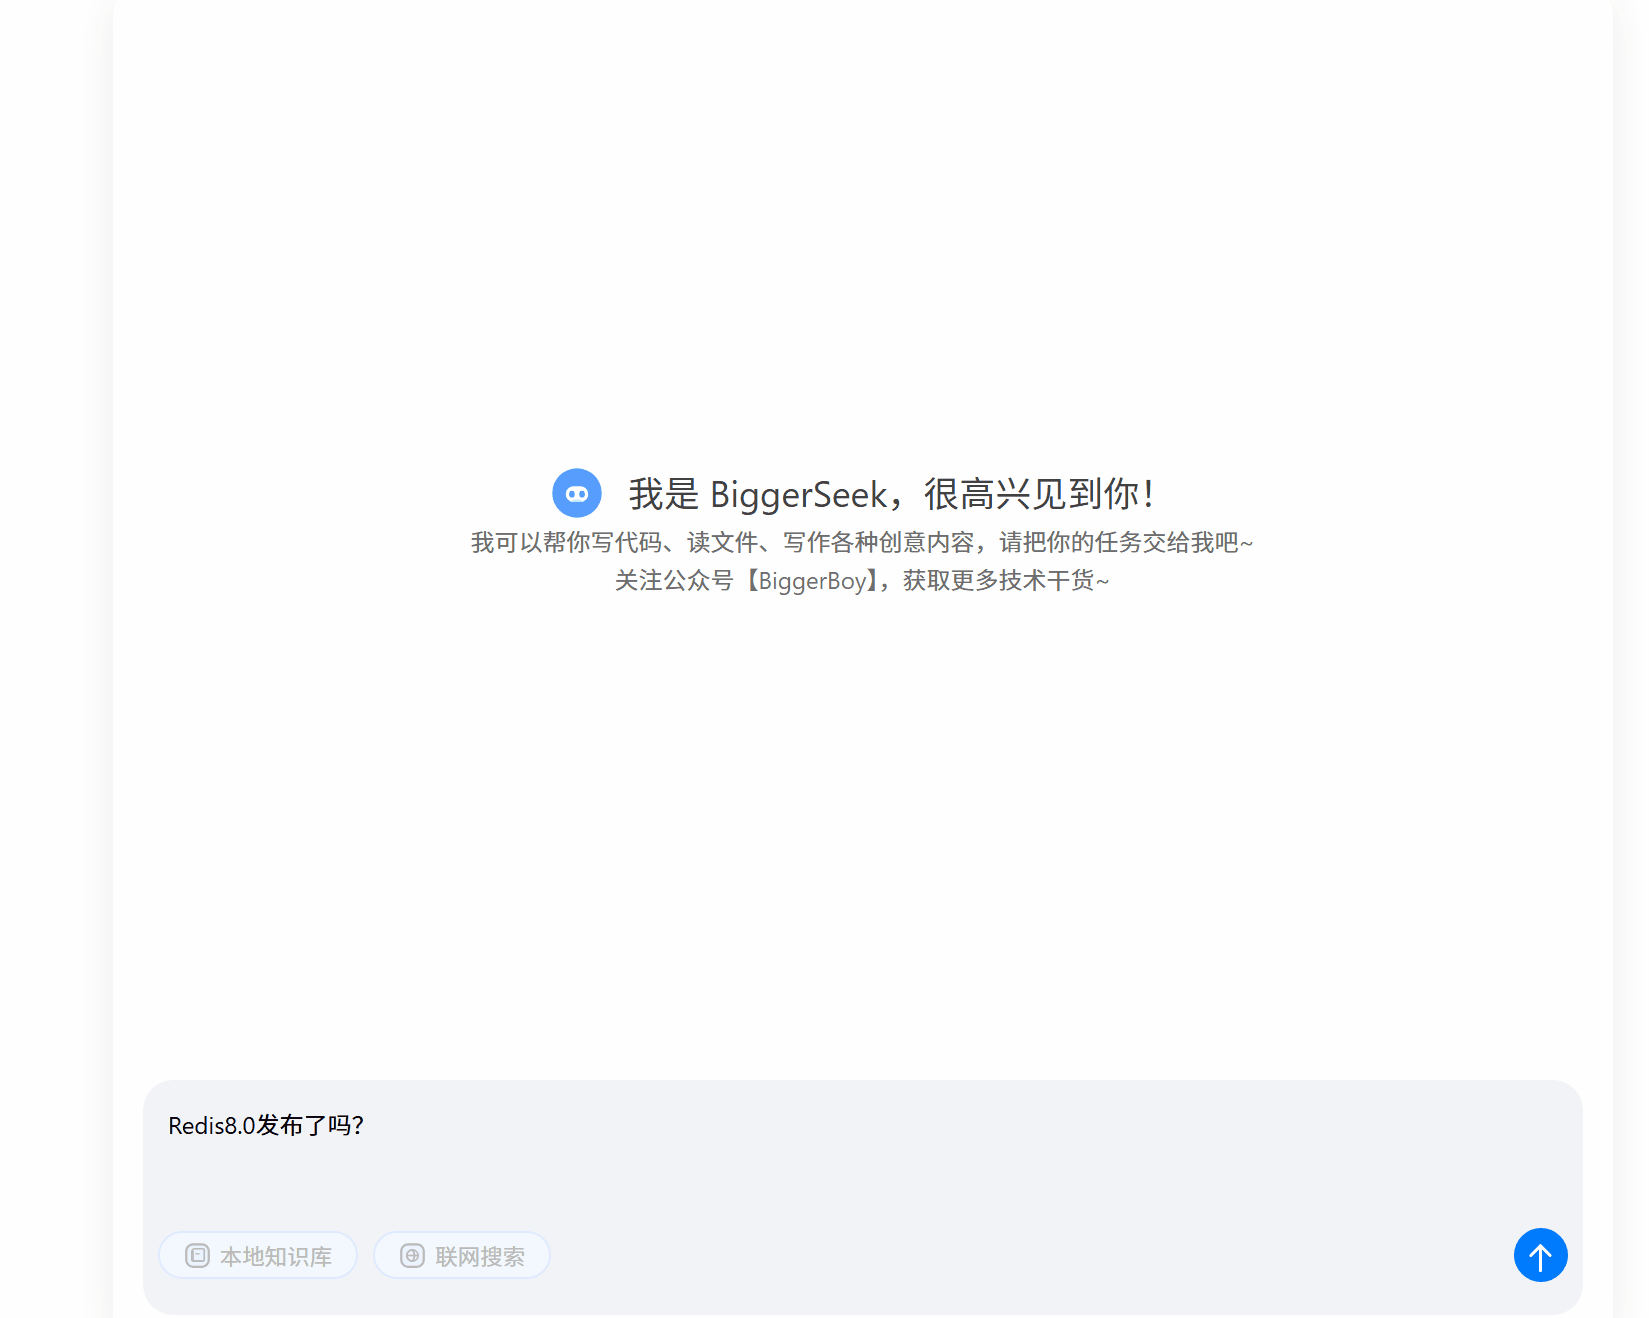 我是 BiggerSeek，很高兴见到你！
我可以帮你写代码、读文件、写作各种创意内容，请把你的任务交给我吧~
关注公众号【BiggerBoy】，获取更多技术干货~
Redis8.0发布了吗？
本地知识库 联网搜索